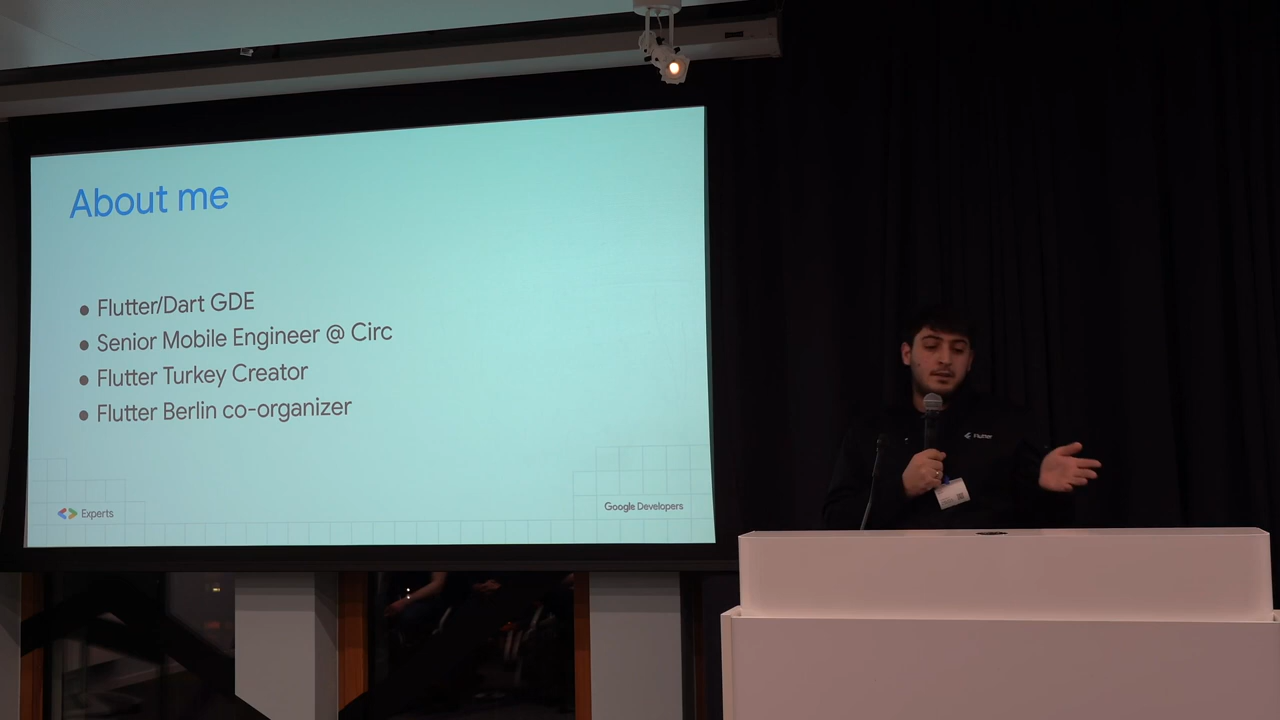 About me
● Flutter/Dart GDE
● Senior Mobile Engineer @ Circ
● Flutter Turkey Creator
● Flutter Berlin co-organizer
Experts
Google Developers
Flutter